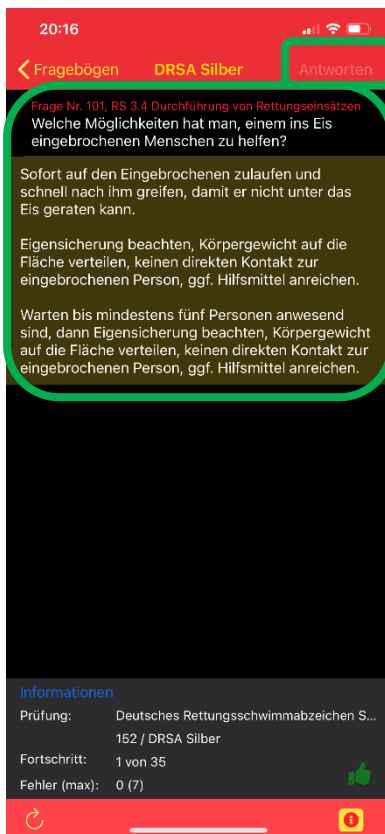 20:16
Fragebögen DRSA Silber Antworten
Frage Nr. 101, RS 3.4 Durchführung von Rettungseinsätzen
Welche Möglichkeiten hat man, einem ins Eis
eingebrochenen Menschen zu helfen?
Sofort auf den Eingebrochenen zulaufen und
schnell nach ihm greifen, damit er nicht unter das
Eis geraten kann.
Eigensicherung beachten, Körpergewicht auf die
Fläche verteilen, keinen direkten Kontakt zur
eingebrochenen Person, ggf. Hilfsmittel anreichen.
Warten bis mindestens fünf Personen anwesend
sind, dann Eigensicherung beachten, Körpergewicht
auf die Fläche verteilen, keinen direkten Kontakt zur
eingebrochenen Person, ggf. Hilfsmittel anreichen.
Informationen
Prüfung: Deutsches Rettungsschwimmabzeichen S...
152 / DRSA Silber
Fortschritt: 1 von 35
Fehler (max): 0 (7)